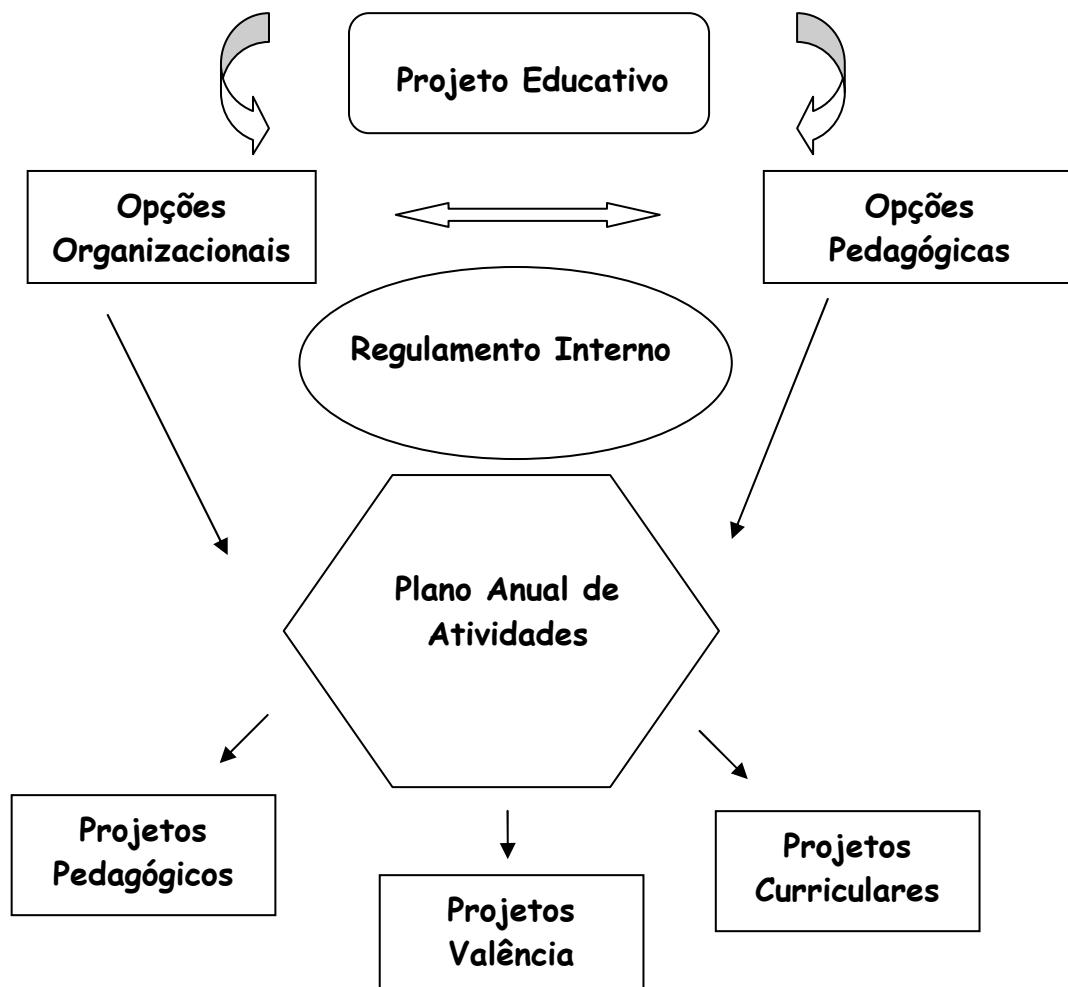 Projeto Educativo
Opções
Organizacionais
Opções
Pedagógicas
Regulamento Interno
Plano Anual de
Atividades
Projetos
Pedagógicos
Projetos
Valência
Projetos
Curriculares